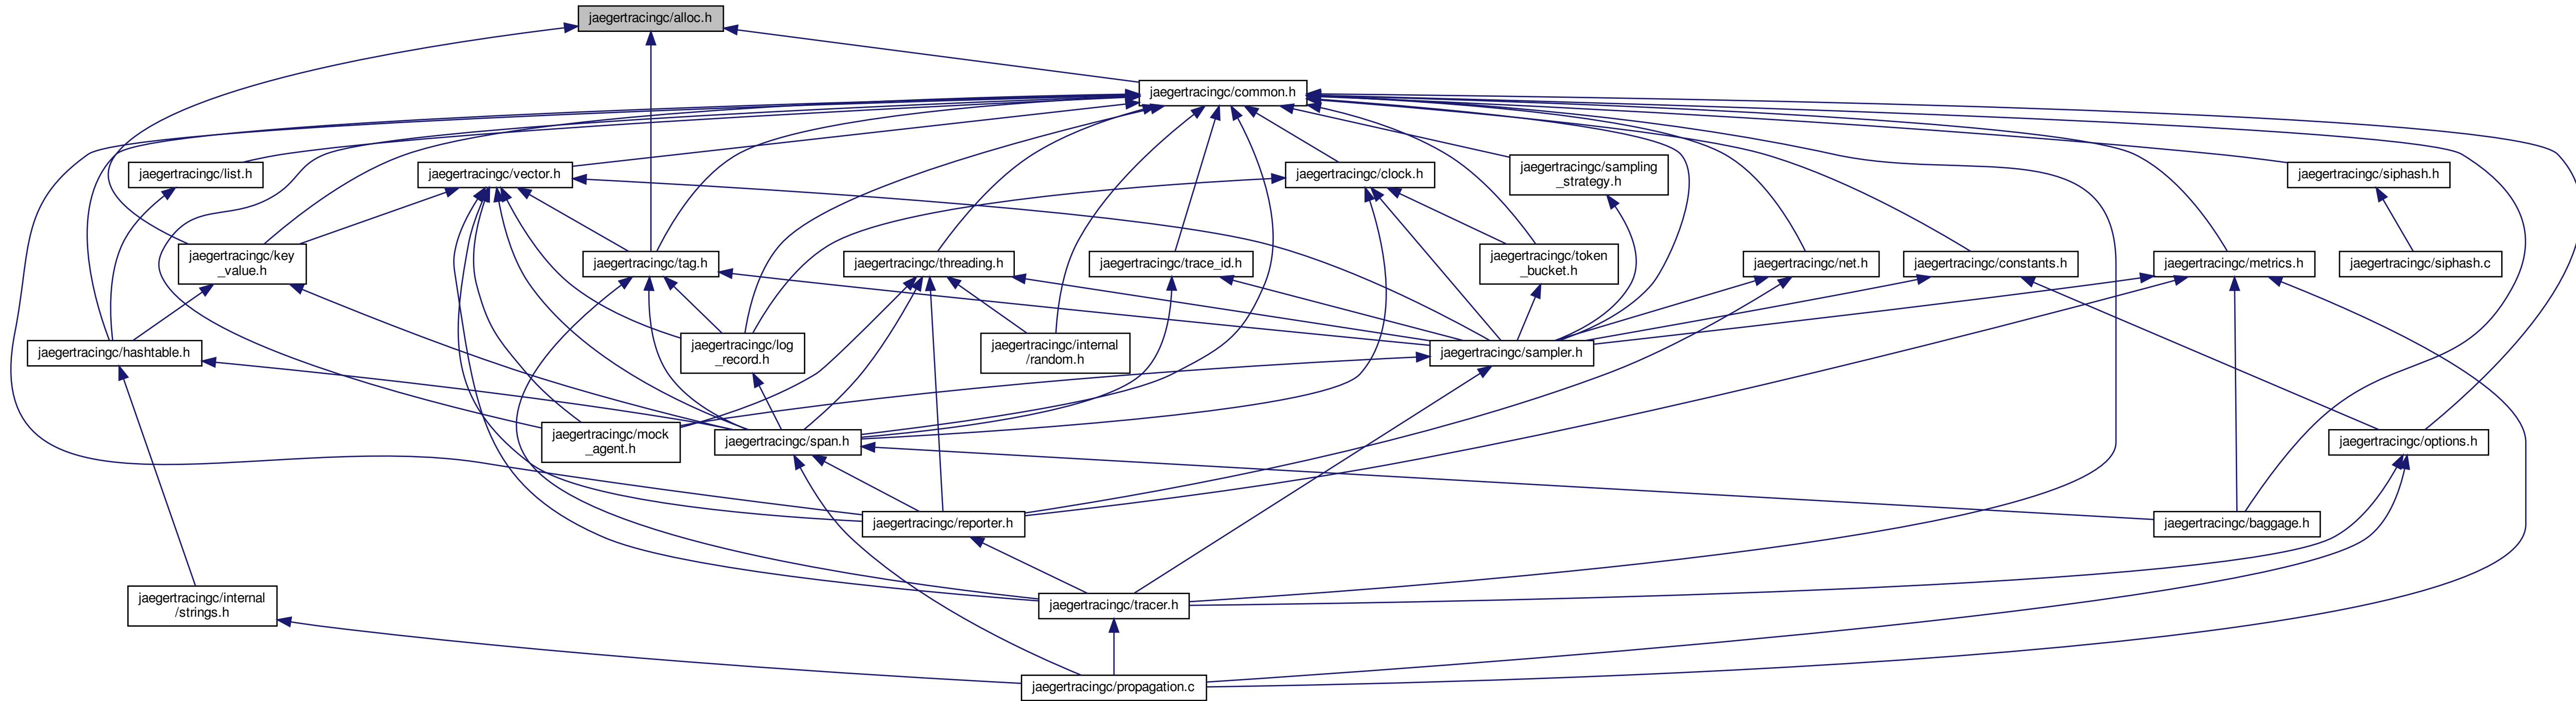 jaegertracingc/alloc.h
jaegertracingc/common.h
jaegertracingc/list.h
jaegertracingc/vector.h
jaegertracingc/clock.h
jaegertracingc/sampling
_strategy.h
jaegertracingc/siphash.h
jaegertracingc/key
_value.h
jaegertracingc/tag.h
jaegertracingc/threading.h
jaegertracingc/trace_id.h
jaegertracingc/token
_bucket.h
jaegertracingc/net.h
jaegertracingc/constants.h
jaegertracingc/metrics.h
jaegertracingc/siphash.c
jaegertracingc/hashtable.h
jaegertracingc/log
_record.h
jaegertracingc/internal
/random.h
jaegertracingc/sampler.h
jaegertracingc/mock
_agent.h
jaegertracingc/span.h
jaegertracingc/options.h
jaegertracingc/reporter.h
jaegertracingc/baggage.h
jaegertracingc/internal
/strings.h
jaegertracingc/tracer.h
jaegertracingc/propagation.c